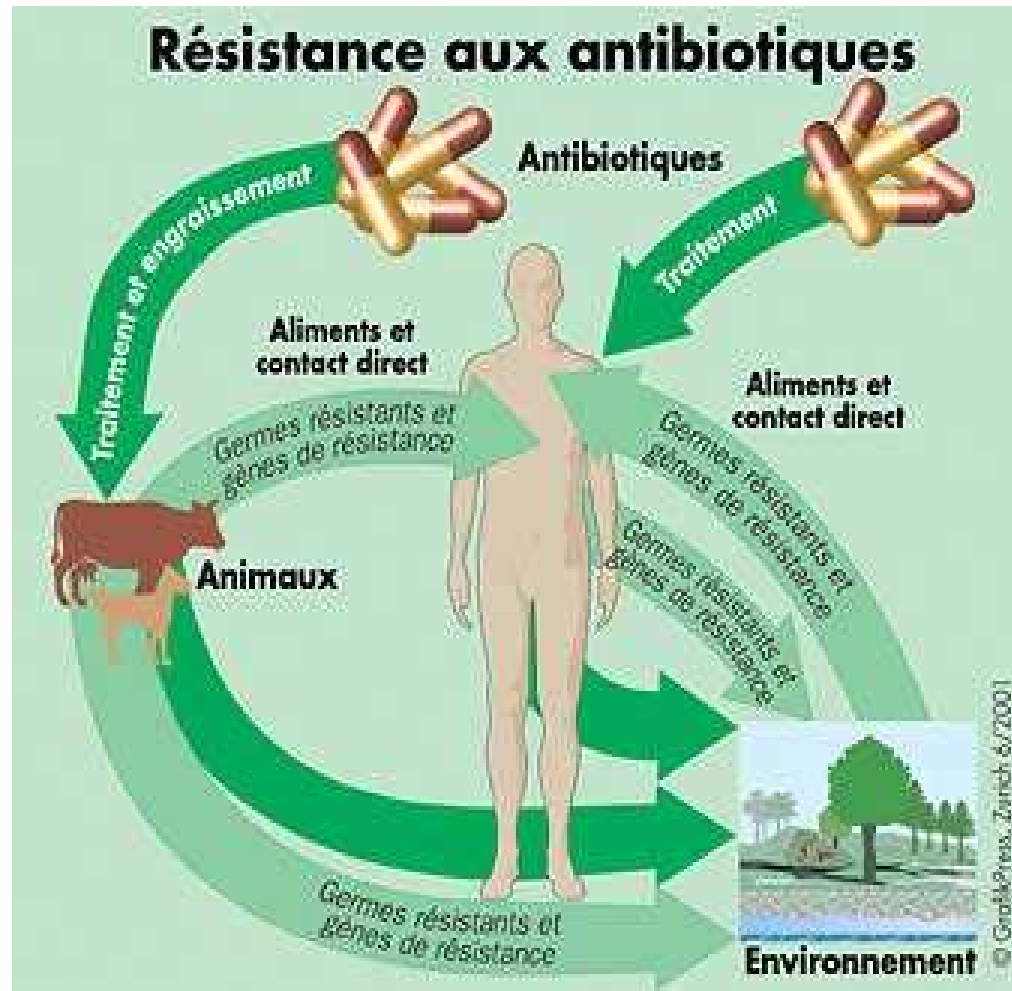 Résistance aux antibiotiques
Antibiotiques
Traitement et engraissement
Traitement
Aliments et
contact direct
Aliments et
contact direct
Germes résistants et
gènes de résistance
Germes résistants et
gènes de résistance
Germes résistants et
gènes de résistance
Animaux
Germes résistants et
gènes de résistance
Environnement
© GrafikPress, Zürich 6/2001